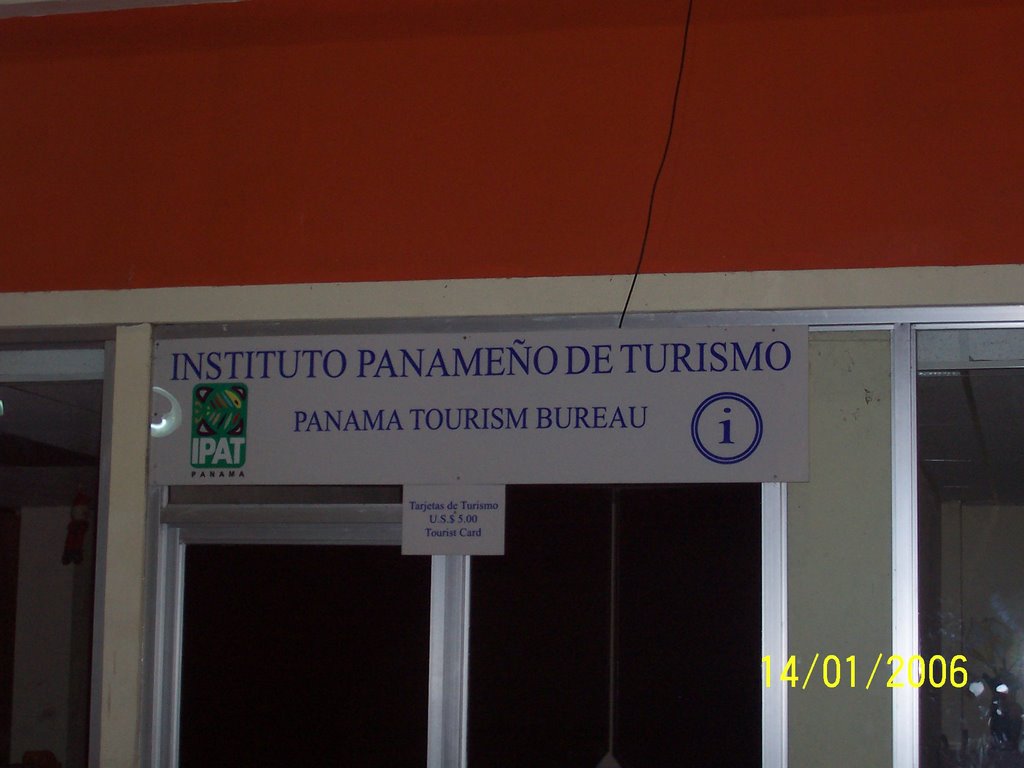 INSTITUTO PANAMEÑO DE TURISMO
PANAMA TOURISM BUREAU
i
IPAT
PANAMA
Tarjetas de Turismo
U.S.$ 5.00
Tourist Card
14/01/2006